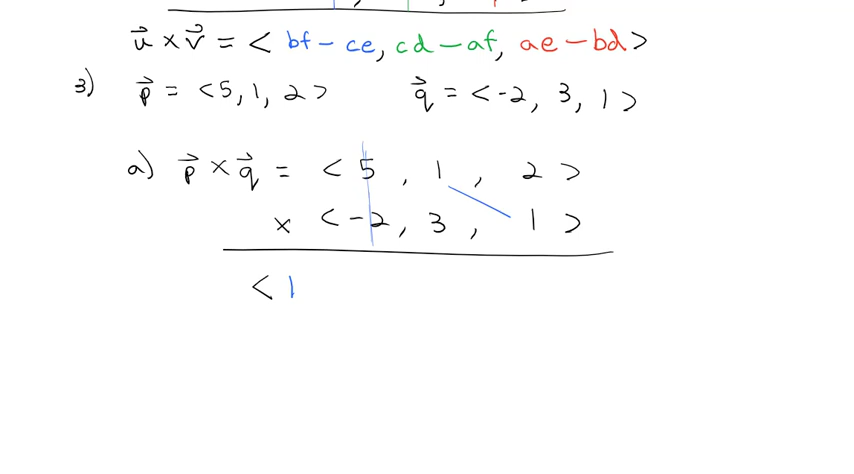 u⃗ × v⃗ = < bf − ce, cd − af, ae − bd >
3) p⃗ = < 5, 1, 2 > q⃗ = < -2, 3, 1 >
a) p⃗ × q⃗ = < 5 , 1 , 2 >
× < -2 , 3 , 1 >
< 1